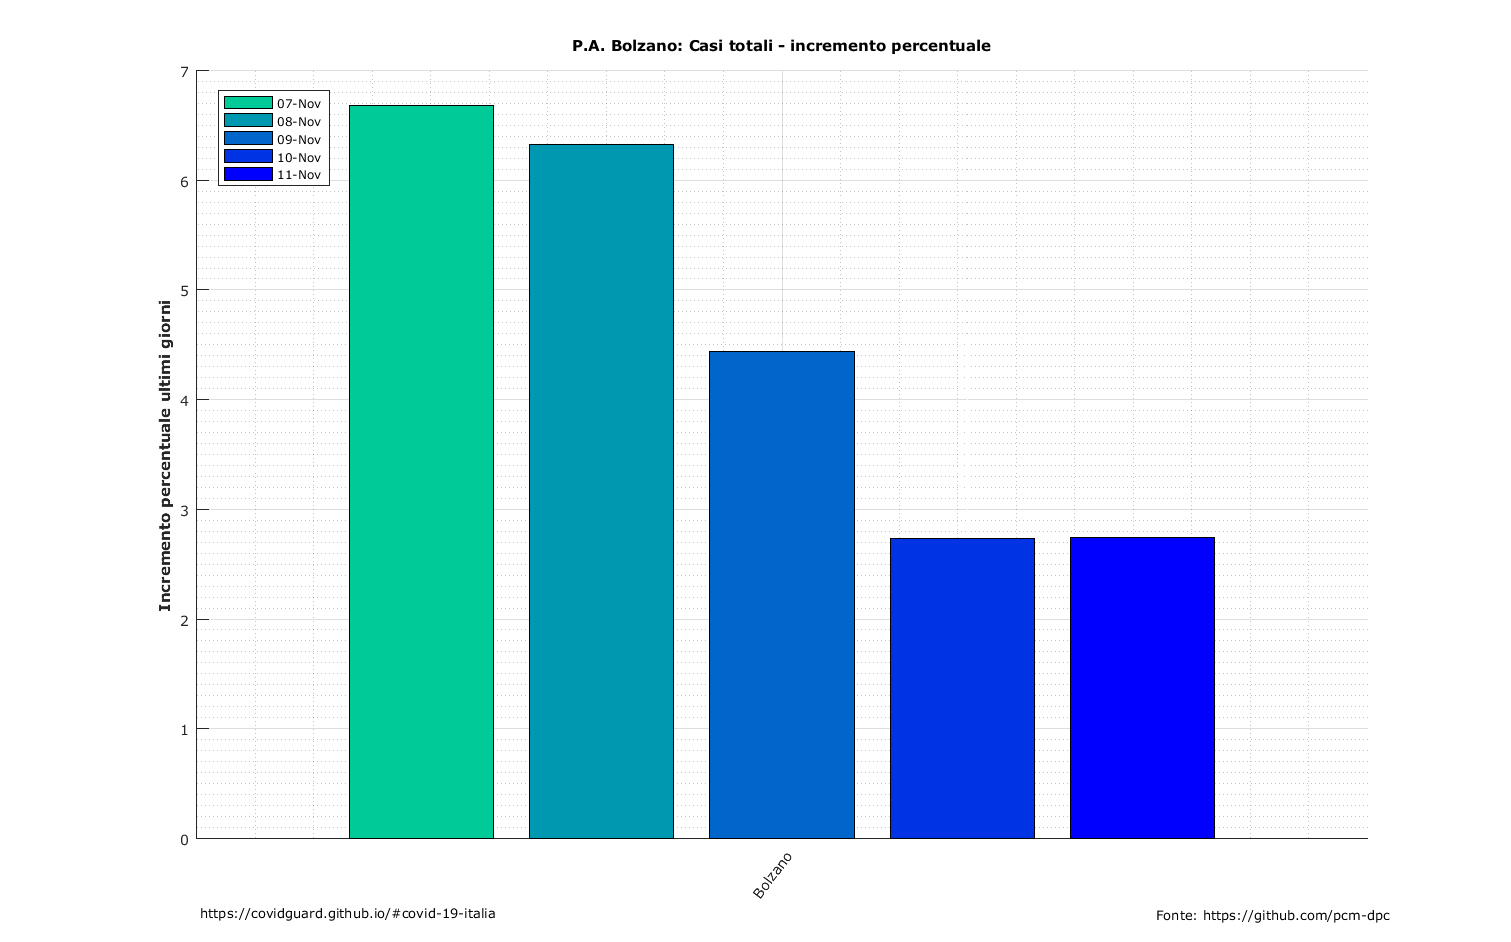 P.A. Bolzano: Casi totali - incremento percentuale
7
6
5
4
3
2
1
0
Incremento percentuale ultimi giorni
07-Nov
08-Nov
09-Nov
10-Nov
11-Nov
Bolzano
https://covidguard.github.io/#covid-19-italia
Fonte: https://github.com/pcm-dpc